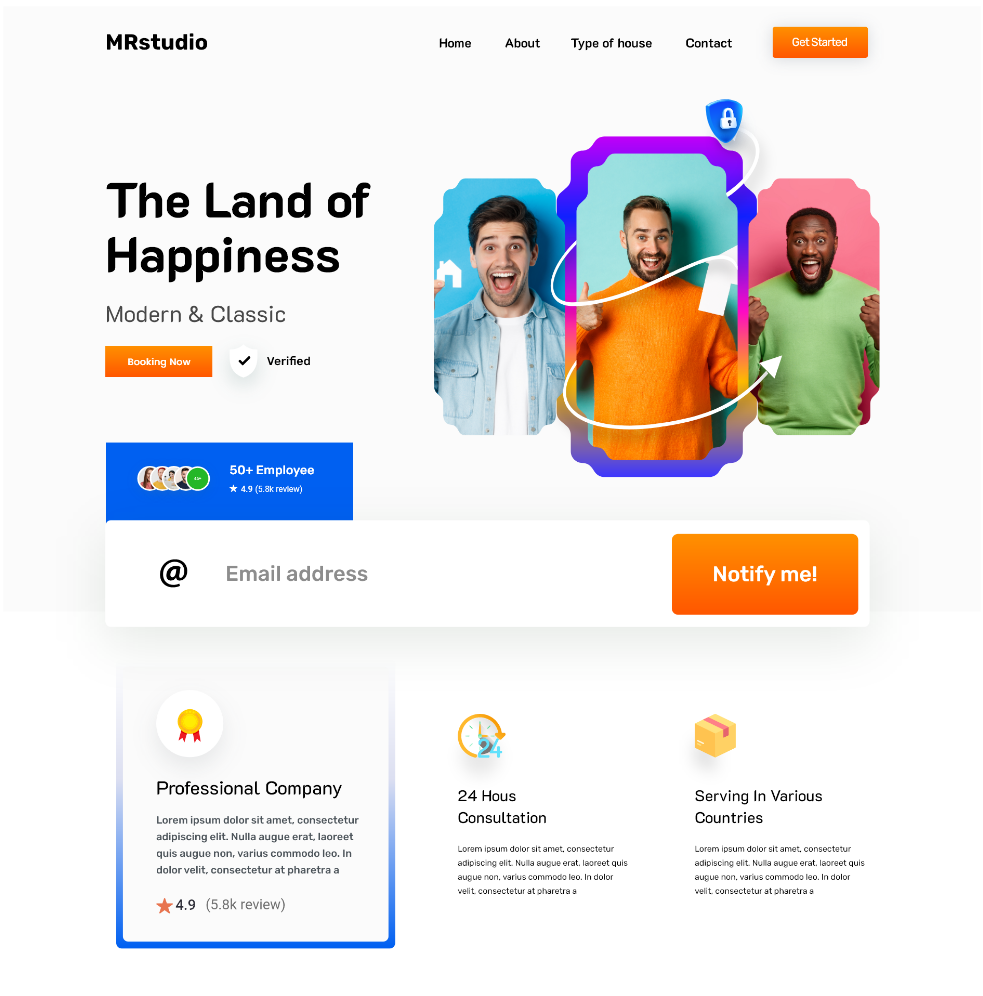 MRstudio
Home
About
Type of house
Contact
Get Started
The Land of
Happiness
Modern & Classic
Booking Now
Verified
50+ Employee
4.9 (5.8k review)
@
Email address
Notify me!
Professional Company
Lorem ipsum dolor sit amet, consectetur
adipiscing elit. Nulla augue erat, laoreet
quis augue non, varius commodo leo. In
dolor velit, consectetur at pharetra a
4.9 (5.8k review)
24
24 Hous
Consultation
Lorem ipsum dolor sit amet, consectetur
adipiscing elit. Nulla augue erat, laoreet quis
augue non, varius commodo leo. In dolor
velit, consectetur at pharetra a
Serving In Various
Countries
Lorem ipsum dolor sit amet, consectetur
adipiscing elit. Nulla augue erat, laoreet quis
augue non, varius commodo leo. In dolor
velit, consectetur at pharetra a